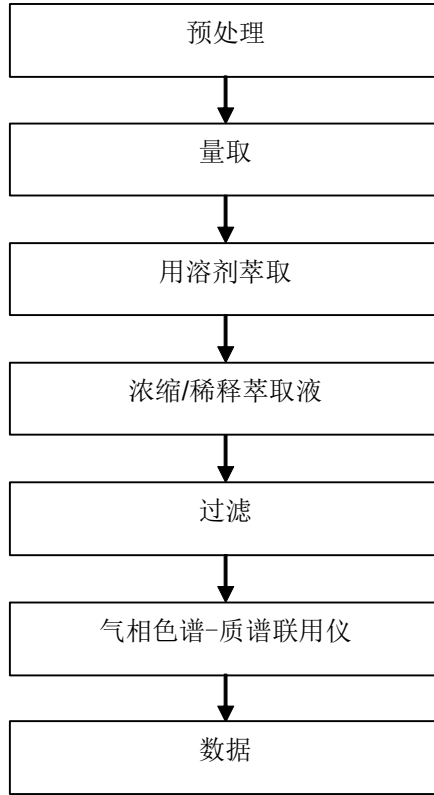 预处理
量取
用溶剂萃取
浓缩/稀释萃取液
过滤
气相色谱-质谱联用仪
数据